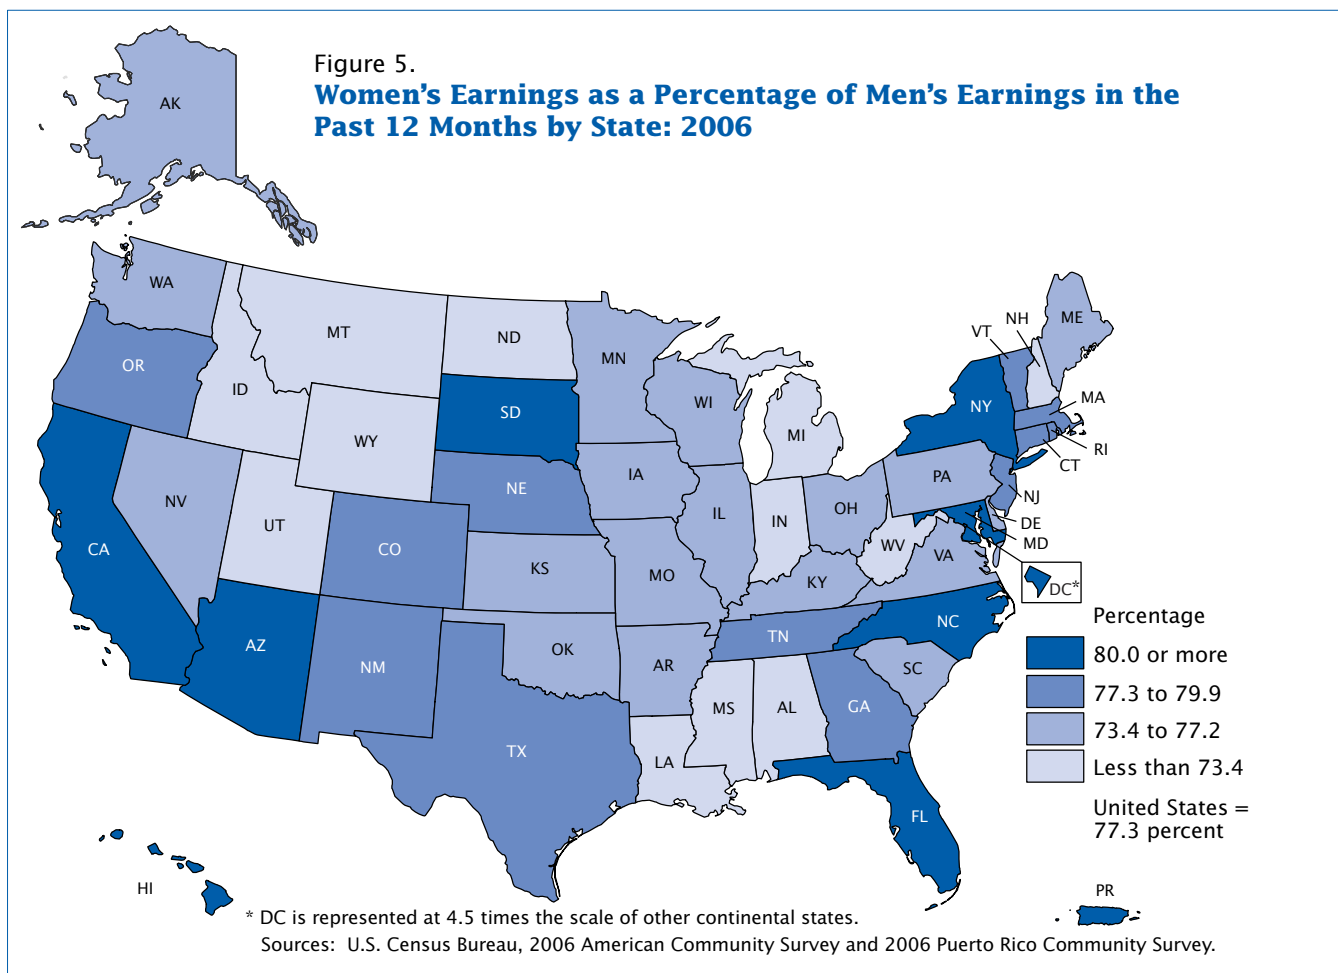 Figure 5.
Women's Earnings as a Percentage of Men's Earnings in the
Past 12 Months by State: 2006
AK
WA
MT
ND
MN
OR
ID
SD
WI
MI
WY
NY
VT
NH
ME
MA
RI
CT
NV
UT
NE
IA
IL
IN
OH
PA
NJ
DE
MD
DC*
CA
CO
KS
MO
KY
WV
VA
AZ
NM
OK
AR
TN
NC
SC
TX
LA
MS
AL
GA
FL
HI
PR
Percentage
80.0 or more
77.3 to 79.9
73.4 to 77.2
Less than 73.4
United States =
77.3 percent
* DC is represented at 4.5 times the scale of other continental states.
Sources: U.S. Census Bureau, 2006 American Community Survey and 2006 Puerto Rico Community Survey.